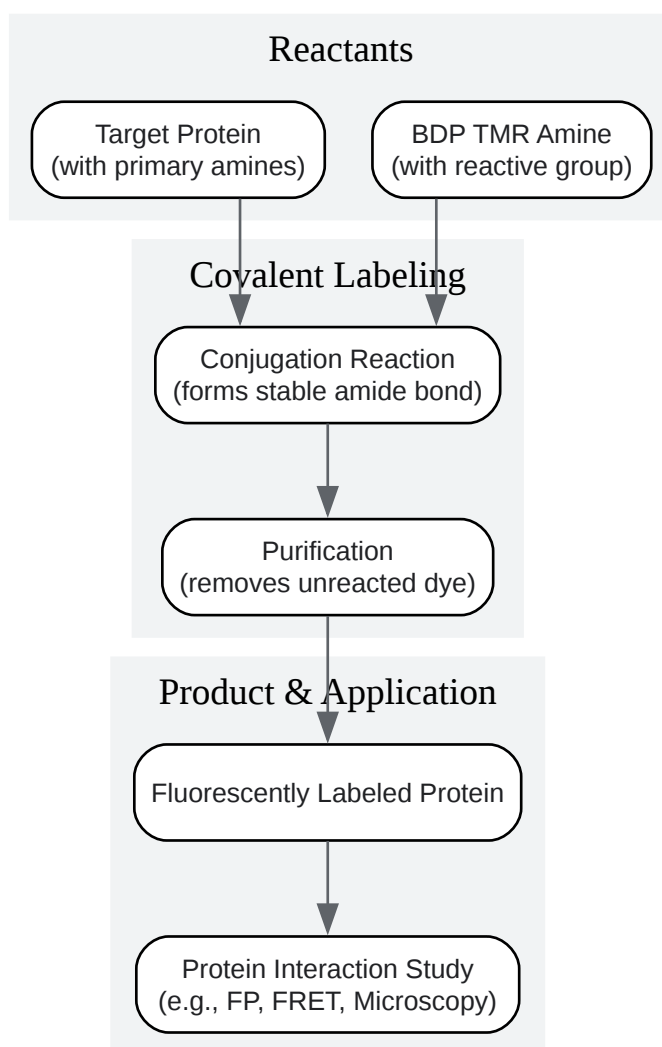 Reactants
Target Protein
(with primary amines)
BDP TMR Amine
(with reactive group)
Covalent Labeling
Conjugation Reaction
(forms stable amide bond)
Purification
(removes unreacted dye)
Product & Application
Fluorescently Labeled Protein
Protein Interaction Study
(e.g., FP, FRET, Microscopy)